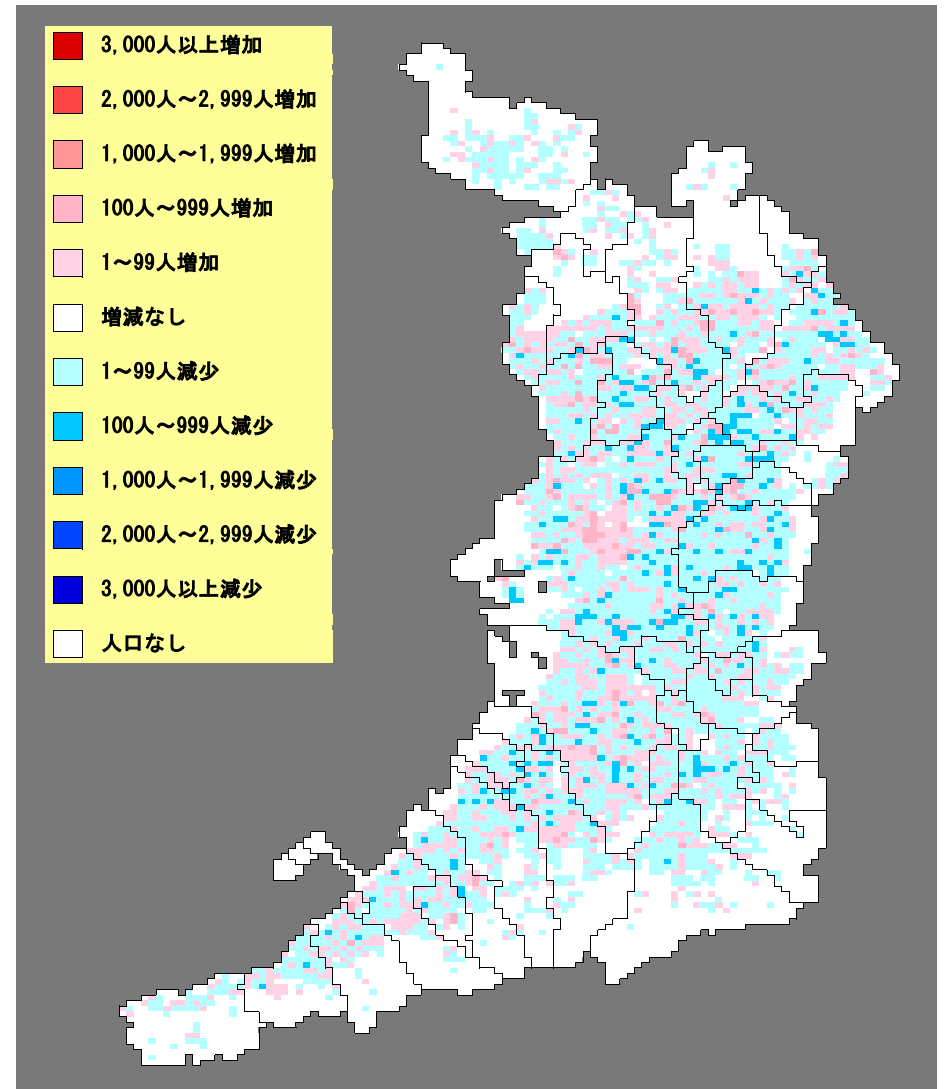 3,000人以上増加
2,000人～2,999人増加
1,000人～1,999人増加
100人～999人増加
1～99人増加
増減なし
1～99人減少
100人～999人減少
1,000人～1,999人減少
2,000人～2,999人減少
3,000人以上減少
人口なし